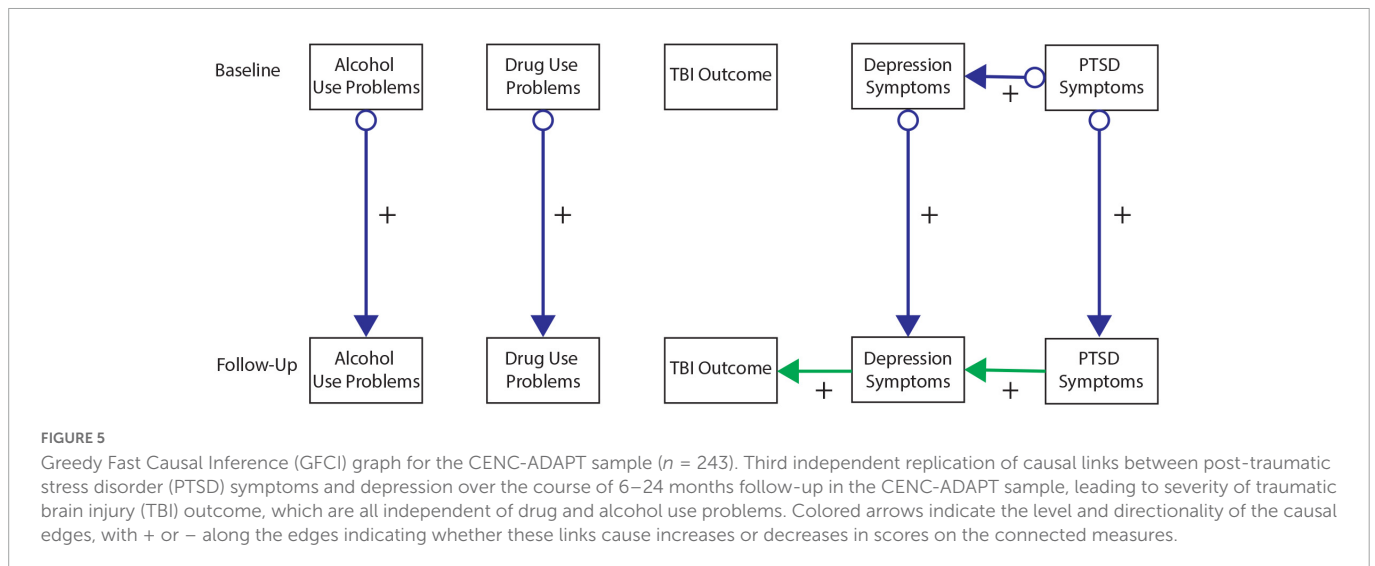 Baseline
Alcohol
Use Problems
Drug Use
Problems
TBI Outcome
Depression
Symptoms
+
PTSD
Symptoms
+
+
+
+
Follow-Up
Alcohol
Use Problems
Drug Use
Problems
TBI Outcome
+
Depression
Symptoms
+
PTSD
Symptoms
FIGURE 5
Greedy Fast Causal Inference (GFCI) graph for the CENC-ADAPT sample (n = 243). Third independent replication of causal links between post-traumatic
stress disorder (PTSD) symptoms and depression over the course of 6–24 months follow-up in the CENC-ADAPT sample, leading to severity of traumatic
brain injury (TBI) outcome, which are all independent of drug and alcohol use problems. Colored arrows indicate the level and directionality of the causal
edges, with + or – along the edges indicating whether these links cause increases or decreases in scores on the connected measures.